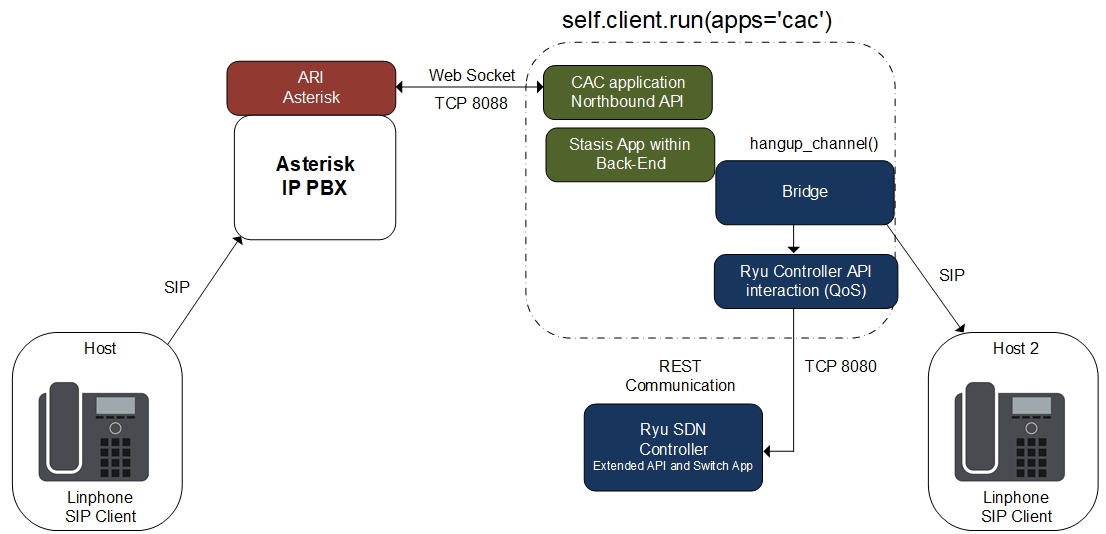 self.client.run(apps='cac')
ARI
Asterisk
Web Socket
TCP 8088
CAC application
Northbound API
Asterisk
IP PBX
Stasis App within
Back-End
hangup_channel()
Bridge
Ryu Controller API
interaction (QoS)
SIP
SIP
Host
Linphone
SIP Client
REST
Communication
TCP 8080
Ryu SDN
Controller
Extended API and Switch App
Host 2
Linphone
SIP Client